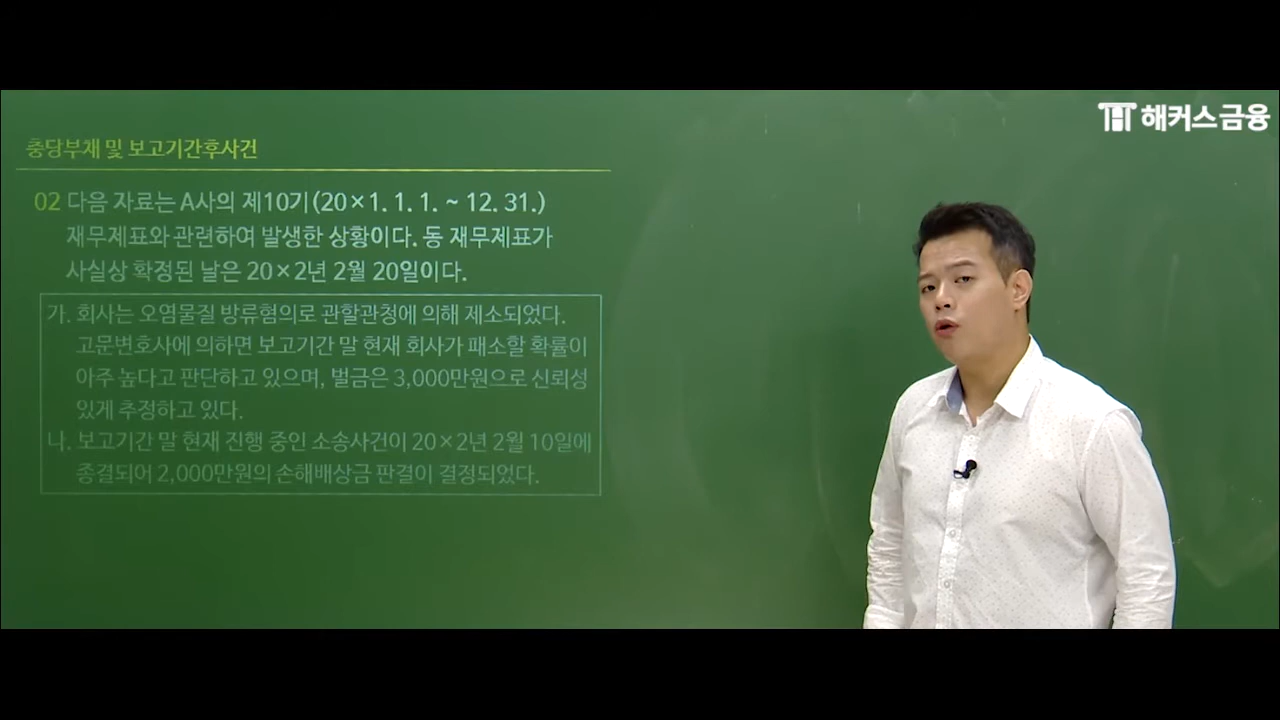 해커스금융
충당부채 및 보고기간후사건
02 다음 자료는 A사의 제10기(20×1. 1. 1. ~ 12. 31.)
재무제표와 관련하여 발생한 상황이다. 동 재무제표가
사실상 확정된 날은 20×2년 2월 20일이다.
가. 회사는 오염물질 방류혐의로 관할관청에 의해 제소되었다.
고문변호사에 의하면 보고기간 말 현재 회사가 패소할 확률이
아주 높다고 판단하고 있으며, 벌금은 3,000만원으로 신뢰성
있게 추정하고 있다.
나. 보고기간 말 현재 진행 중인 소송사건이 20×2년 2월 10일에
종결되어 2,000만원의 손해배상금 판결이 결정되었다.